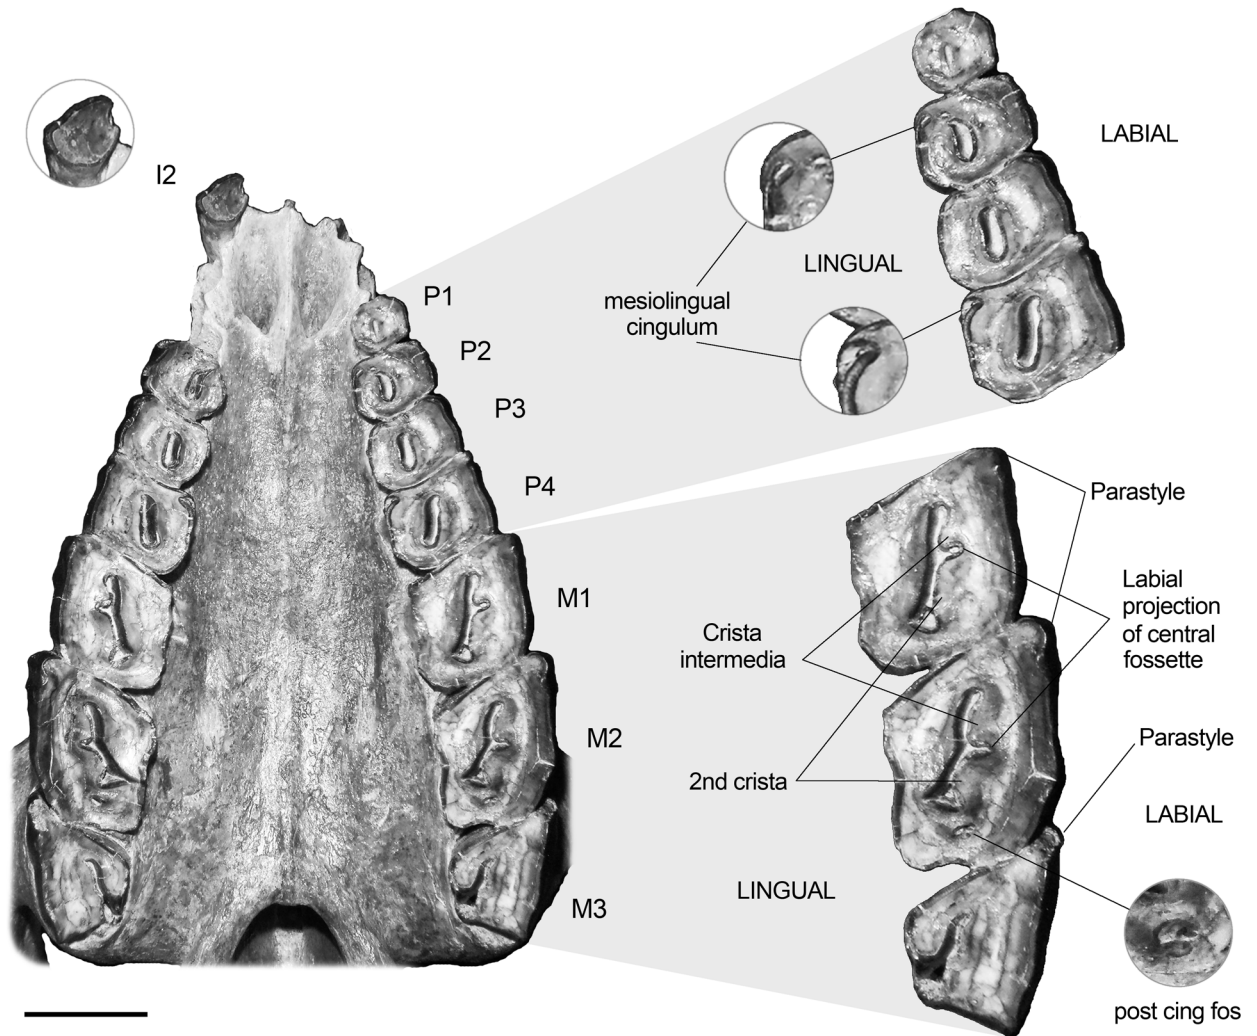 I2
P1
P2
P3
P4
M1
M2
M3
LABIAL
LINGUAL
mesiolingual
cingulum
Parastyle
Labial
projection
of central
fossette
Crista
intermedia
2nd crista
Parastyle
LABIAL
LINGUAL
post cing fos